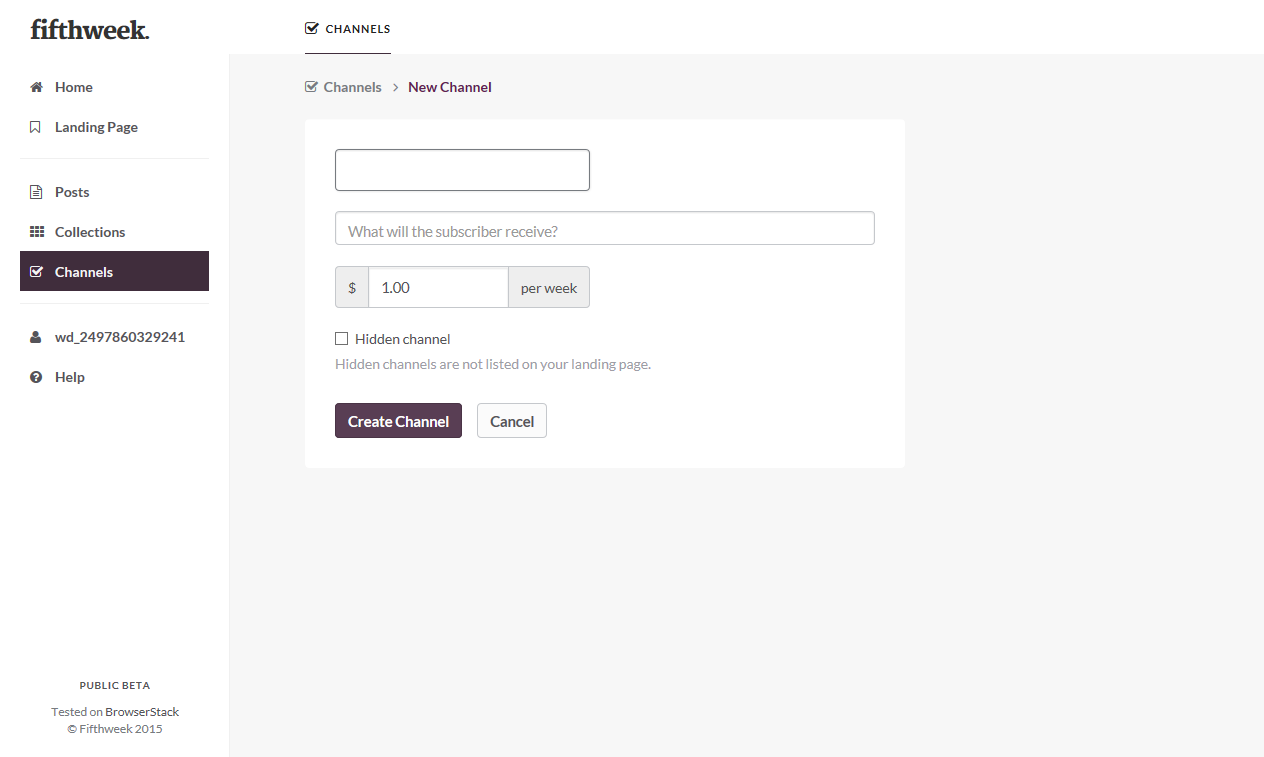 fifthweek.
CHANNELS
Home
Landing Page
Posts
Collections
Channels
wd_2497860329241
Help
PUBLIC BETA
Tested on BrowserStack
© Fifthweek 2015
Channels > New Channel
What will the subscriber receive?
$ 1.00 per week
Hidden channel
Hidden channels are not listed on your landing page.
Create Channel Cancel